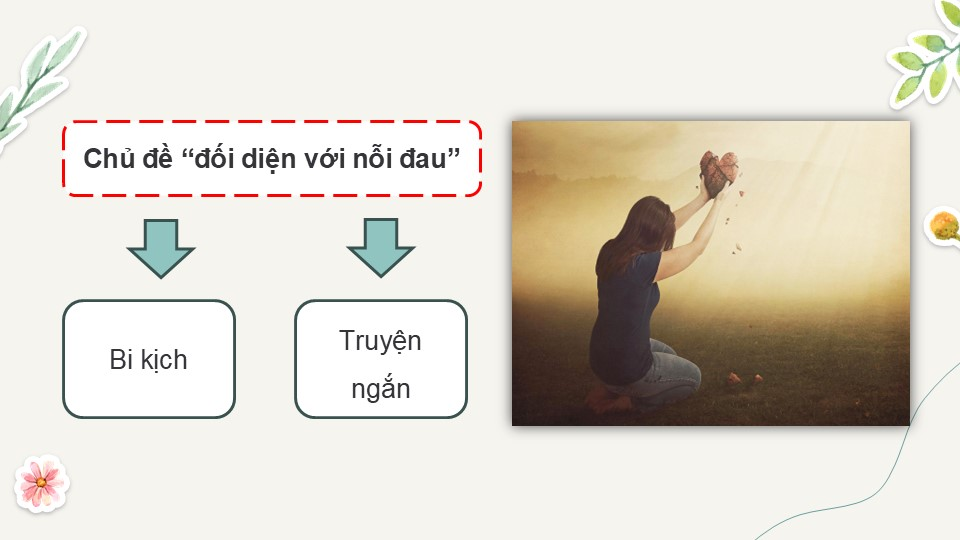 Chủ đề “đối diện với nỗi đau”
Bi kịch
Truyện
ngắn